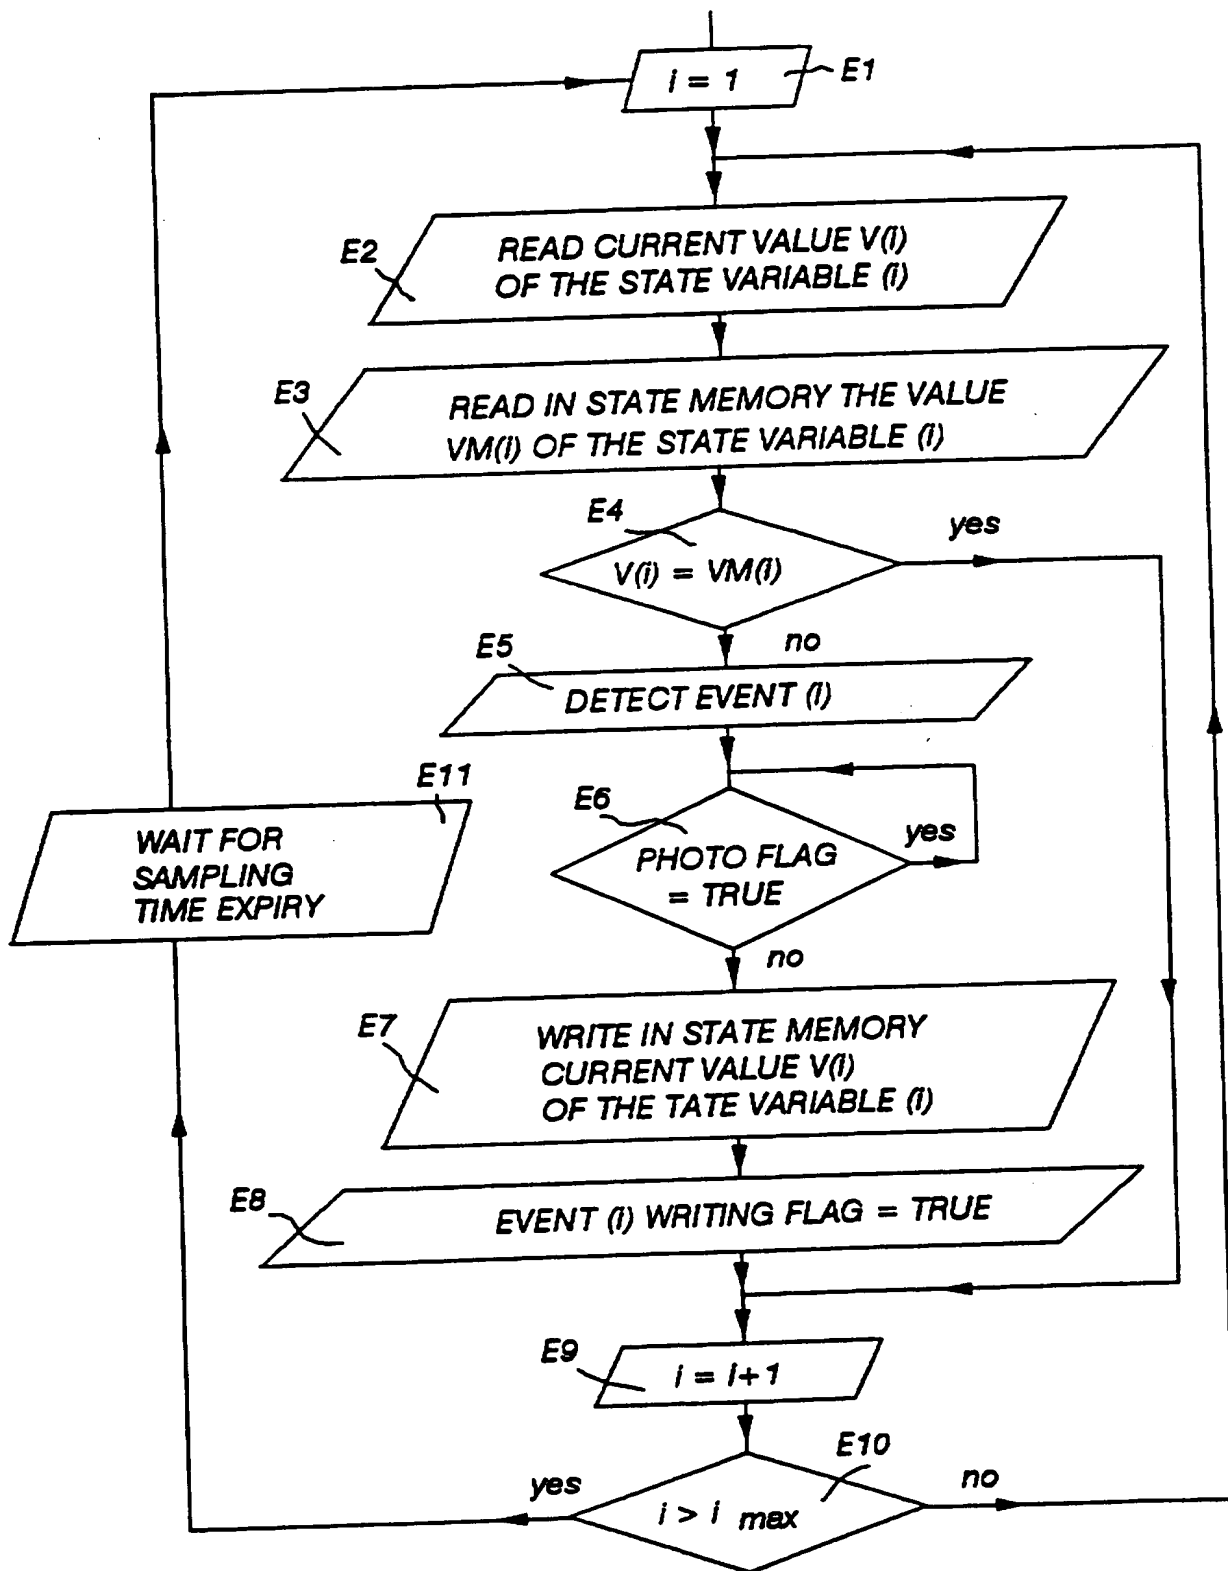 i = 1
E1
E2
READ CURRENT VALUE V(i)
OF THE STATE VARIABLE (i)
E3
READ IN STATE MEMORY THE VALUE
VM(i) OF THE STATE VARIABLE (i)
E4
yes
V(i) = VM(i)
no
E5
DETECT EVENT (i)
E11
WAIT FOR
SAMPLING
TIME EXPIRY
E6
yes
PHOTO FLAG
= TRUE
no
E7
WRITE IN STATE MEMORY
CURRENT VALUE V(i)
OF THE TATE VARIABLE (i)
E8
EVENT (i) WRITING FLAG = TRUE
E9
i = i+1
E10
yes
no
i > i max